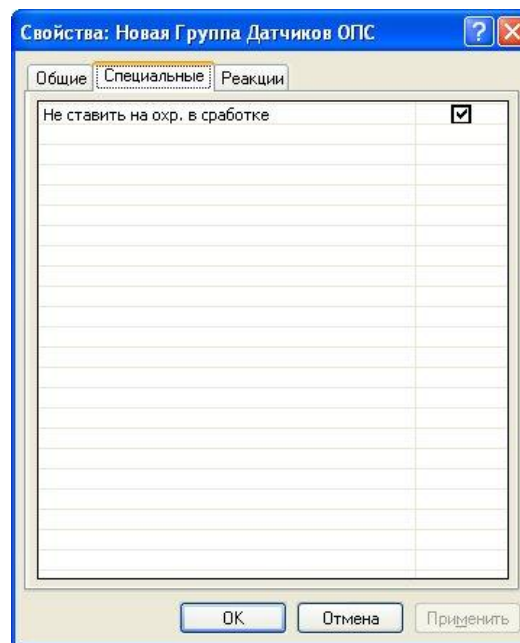 Свойства: Новая Группа Датчиков ОПС
Общие Специальные Реакции
Не ставить на охр. в сработке
OK Отмена Применить